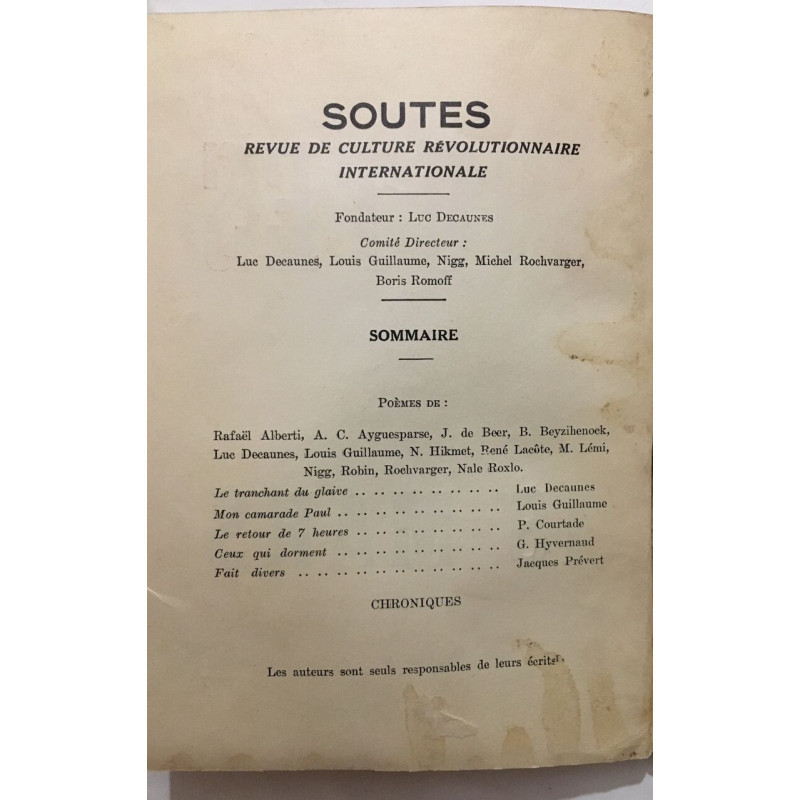 SOUTES
REVUE DE CULTURE RÉVOLUTIONNAIRE
INTERNATIONALE
Fondateur : LUC DECAUNES
Comité Directeur :
Luc Decaunes, Louis Guillaume, Nigg, Michel Rochvarger,
Boris Romoff
SOMMAIRE
POÈMES DE :
Rafaël Alberti, A. C. Ayguesparse, J. de Beer, B. Beyzihenock,
Luc Decaunes, Louis Guillaume, N. Hikmet, René Lacôte, M. Lémi,
Nigg, Robin, Rochvarger, Nale Roxlo.
Le tranchant du glaive .. .. .. .. .. .. .. .. Luc Decaunes
Mon camarade Paul .. .. .. .. .. .. .. .. .. Louis Guillaume
Le retour de 7 heures .. .. .. .. .. .. .. .. P. Courtade
Ceux qui dorment .. .. .. .. .. .. .. .. .. G. Hyvernaud
Fait divers .. .. .. .. .. .. .. .. .. .. .. Jacques Prévert
CHRONIQUES
Les auteurs sont seuls responsables de leurs écrits.